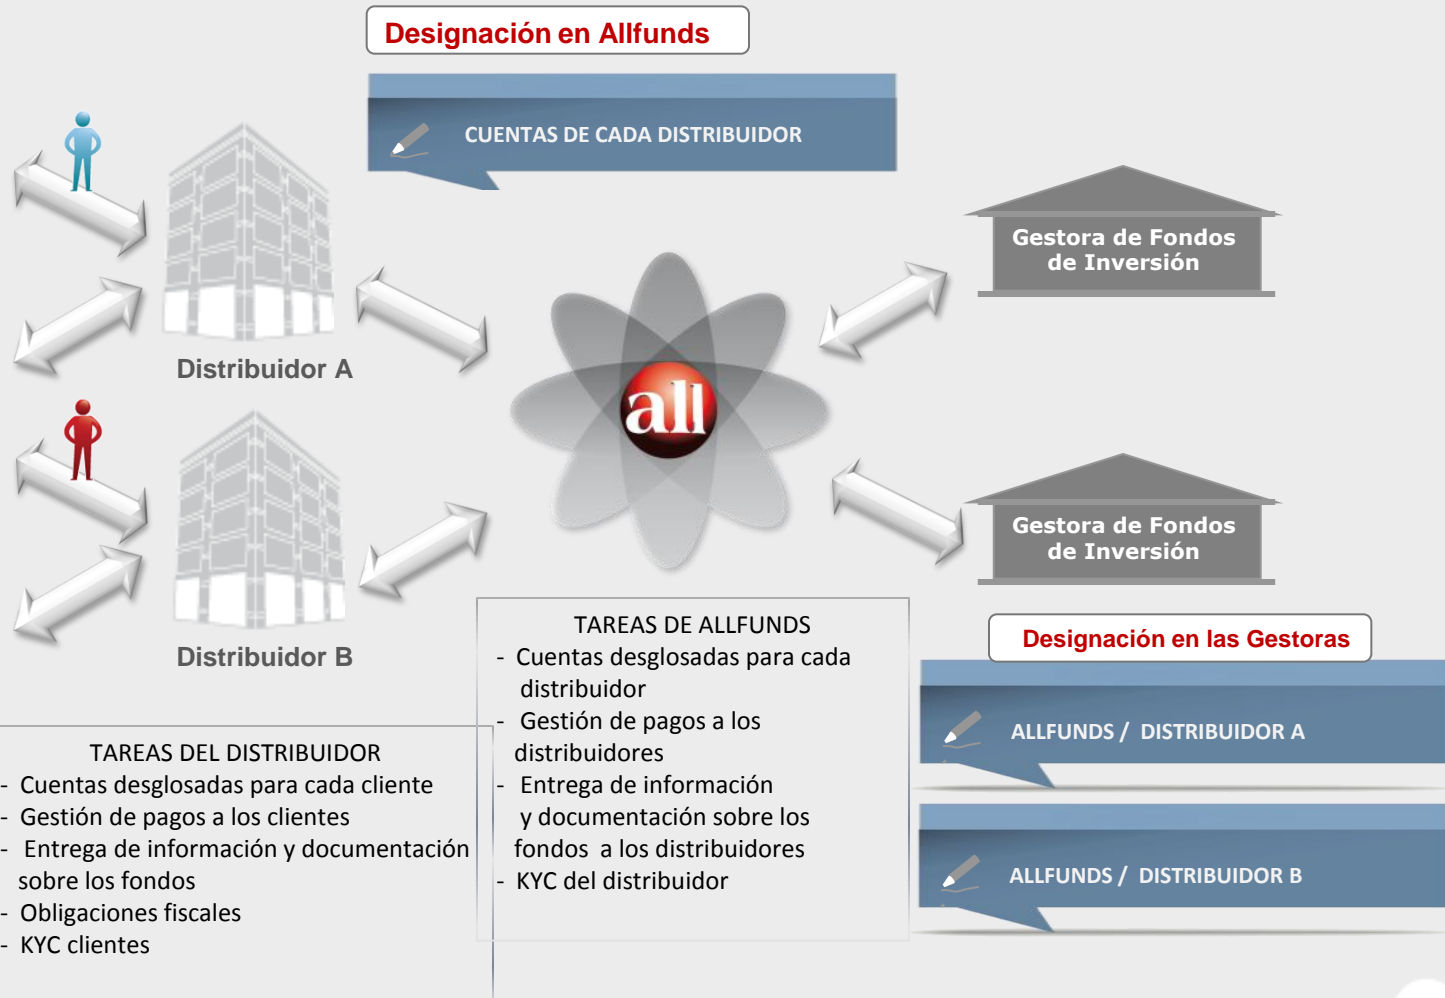 Designación en Allfunds
CUENTAS DE CADA DISTRIBUIDOR
Gestora de Fondos
de Inversión
Distribuidor A
all
Gestora de Fondos
de Inversión
Distribuidor B
TAREAS DE ALLFUNDS
- Cuentas desglosadas para cada
distribuidor
- Gestión de pagos a los
distribuidores
- Entrega de información
y documentación sobre los
fondos a los distribuidores
- KYC del distribuidor
Designación en las Gestoras
ALLFUNDS / DISTRIBUIDOR A
ALLFUNDS / DISTRIBUIDOR B
TAREAS DEL DISTRIBUIDOR
- Cuentas desglosadas para cada cliente
- Gestión de pagos a los clientes
- Entrega de información y documentación
sobre los fondos
- Obligaciones fiscales
- KYC clientes